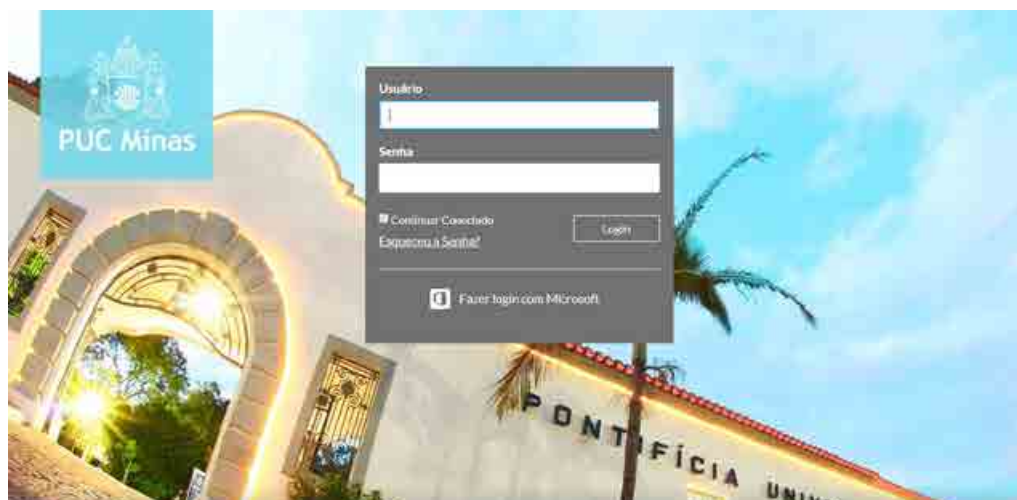 PUC Minas
Usuário
Senha
Continuar Conectado
Login
Esqueceu a Senha?
Fazer login com Microsoft
PONTIFÍCIA